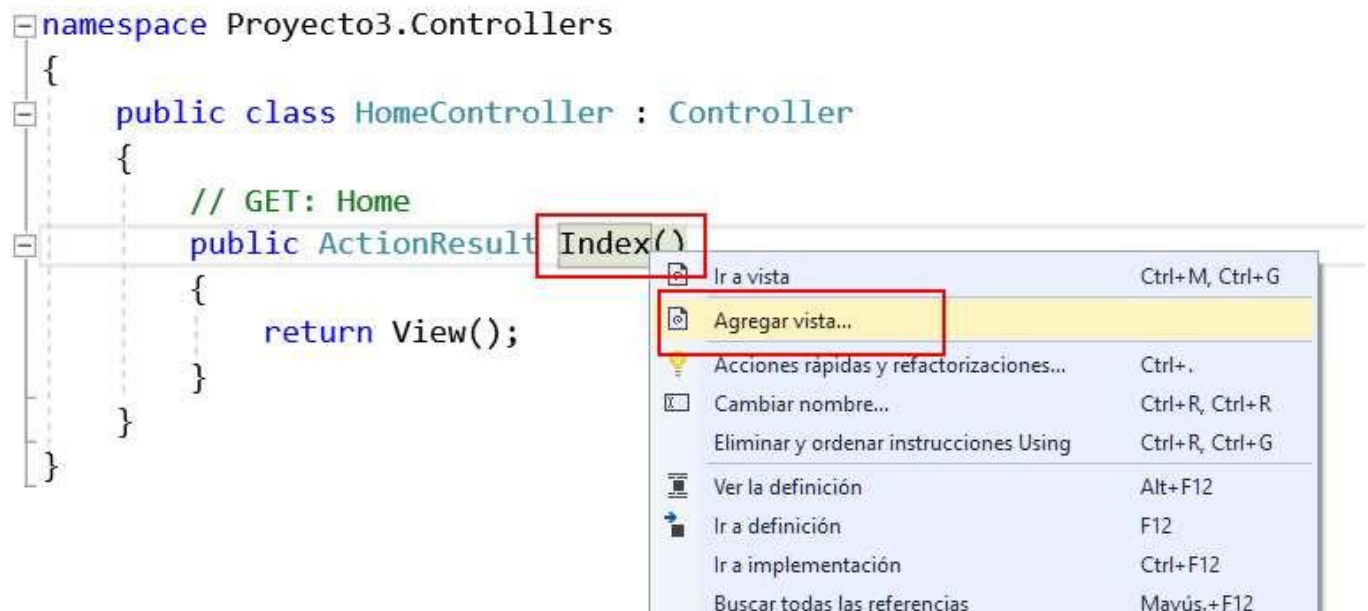 namespace Proyecto3.Controllers
{
public class HomeController : Controller
{
// GET: Home
public ActionResult Index()
{
return View();
}
}
}
Ir a vista Ctrl+M, Ctrl+G
Agregar vista...
Acciones rápidas y refactorizaciones... Ctrl+.
Cambiar nombre... Ctrl+R, Ctrl+R
Eliminar y ordenar instrucciones Using Ctrl+R, Ctrl+G
Ver la definición Alt+F12
Ir a definición F12
Ir a implementación Ctrl+F12
Buscar todas las referencias Mayús.+F12